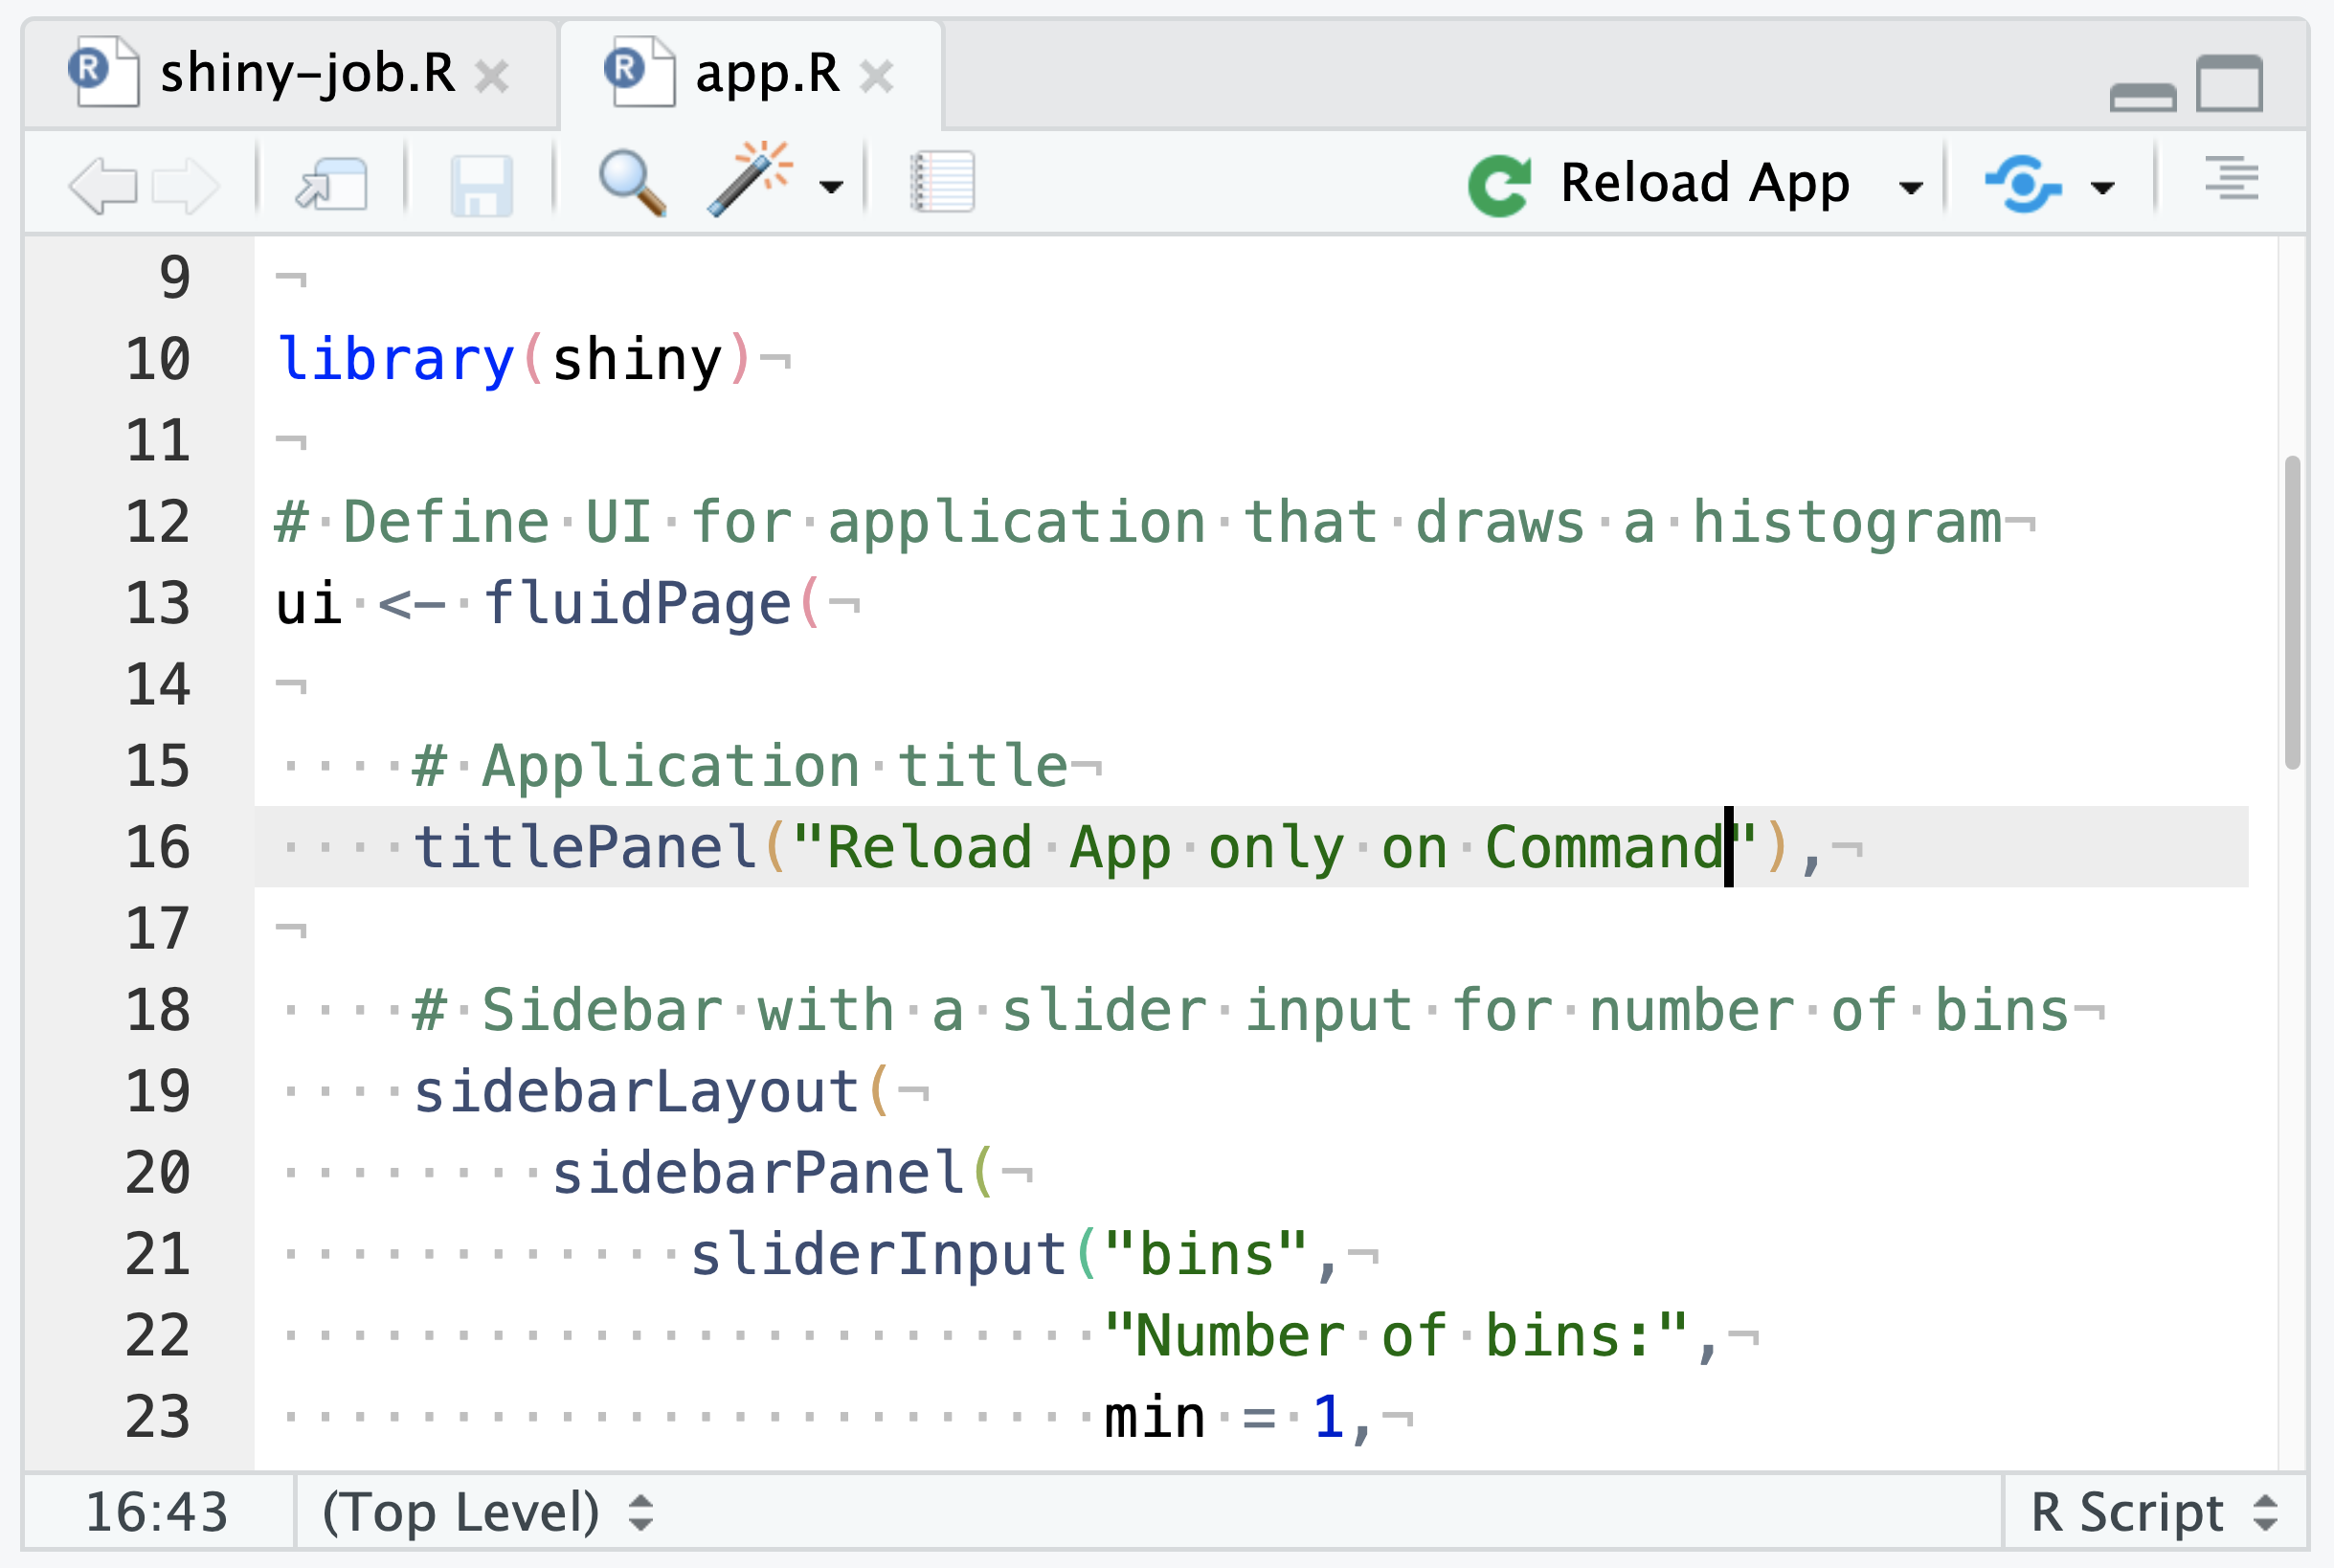 shiny-job.R app.R
Reload App
9 ¬
10 library(shiny)¬
11 ¬
12 #·Define·UI·for·application·that·draws·a·histogram¬
13 ui·<-·fluidPage(¬
14 ¬
15 ····#·Application·title¬
16 ····titlePanel("Reload·App·only·on·Command"),¬
17 ¬
18 ····#·Sidebar·with·a·slider·input·for·number·of·bins¬
19 ····sidebarLayout(¬
20 ········sidebarPanel(¬
21 ············sliderInput("bins",¬
22 ························"Number·of·bins:",¬
23 ························min·=·1,¬
16:43 (Top Level) R Script